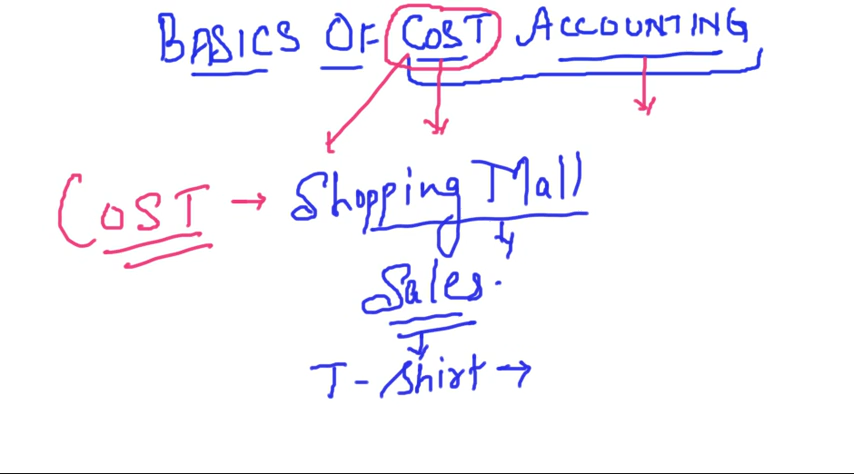 BASICS OF COST ACCOUNTING
COST → Shopping Mall
Sales.
T-Shirt →